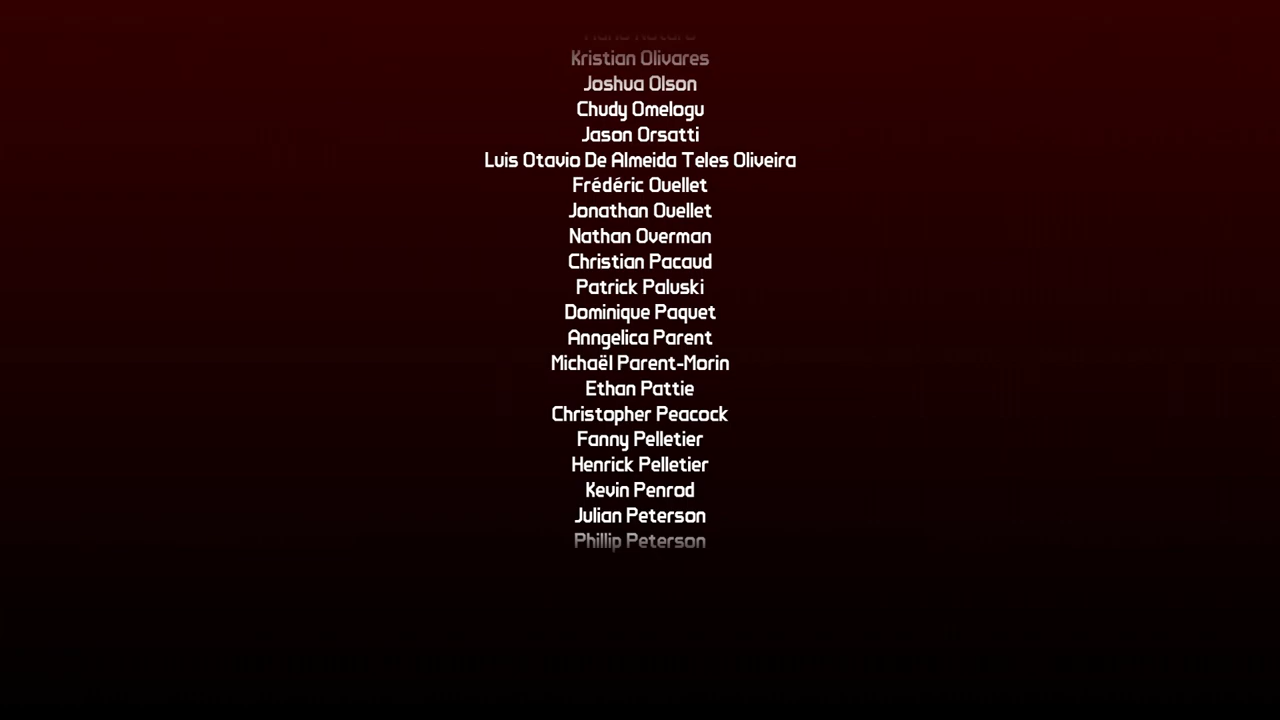 Kristian Olivares
Joshua Olson
Chudy Omelogu
Jason Orsatti
Luis Otavio De Almeida Teles Oliveira
Frédéric Ouellet
Jonathan Ouellet
Nathan Overman
Christian Pacaud
Patrick Paluski
Dominique Paquet
Anngelica Parent
Michaël Parent-Morin
Ethan Pattie
Christopher Peacock
Fanny Pelletier
Henrick Pelletier
Kevin Penrod
Julian Peterson
Phillip Peterson